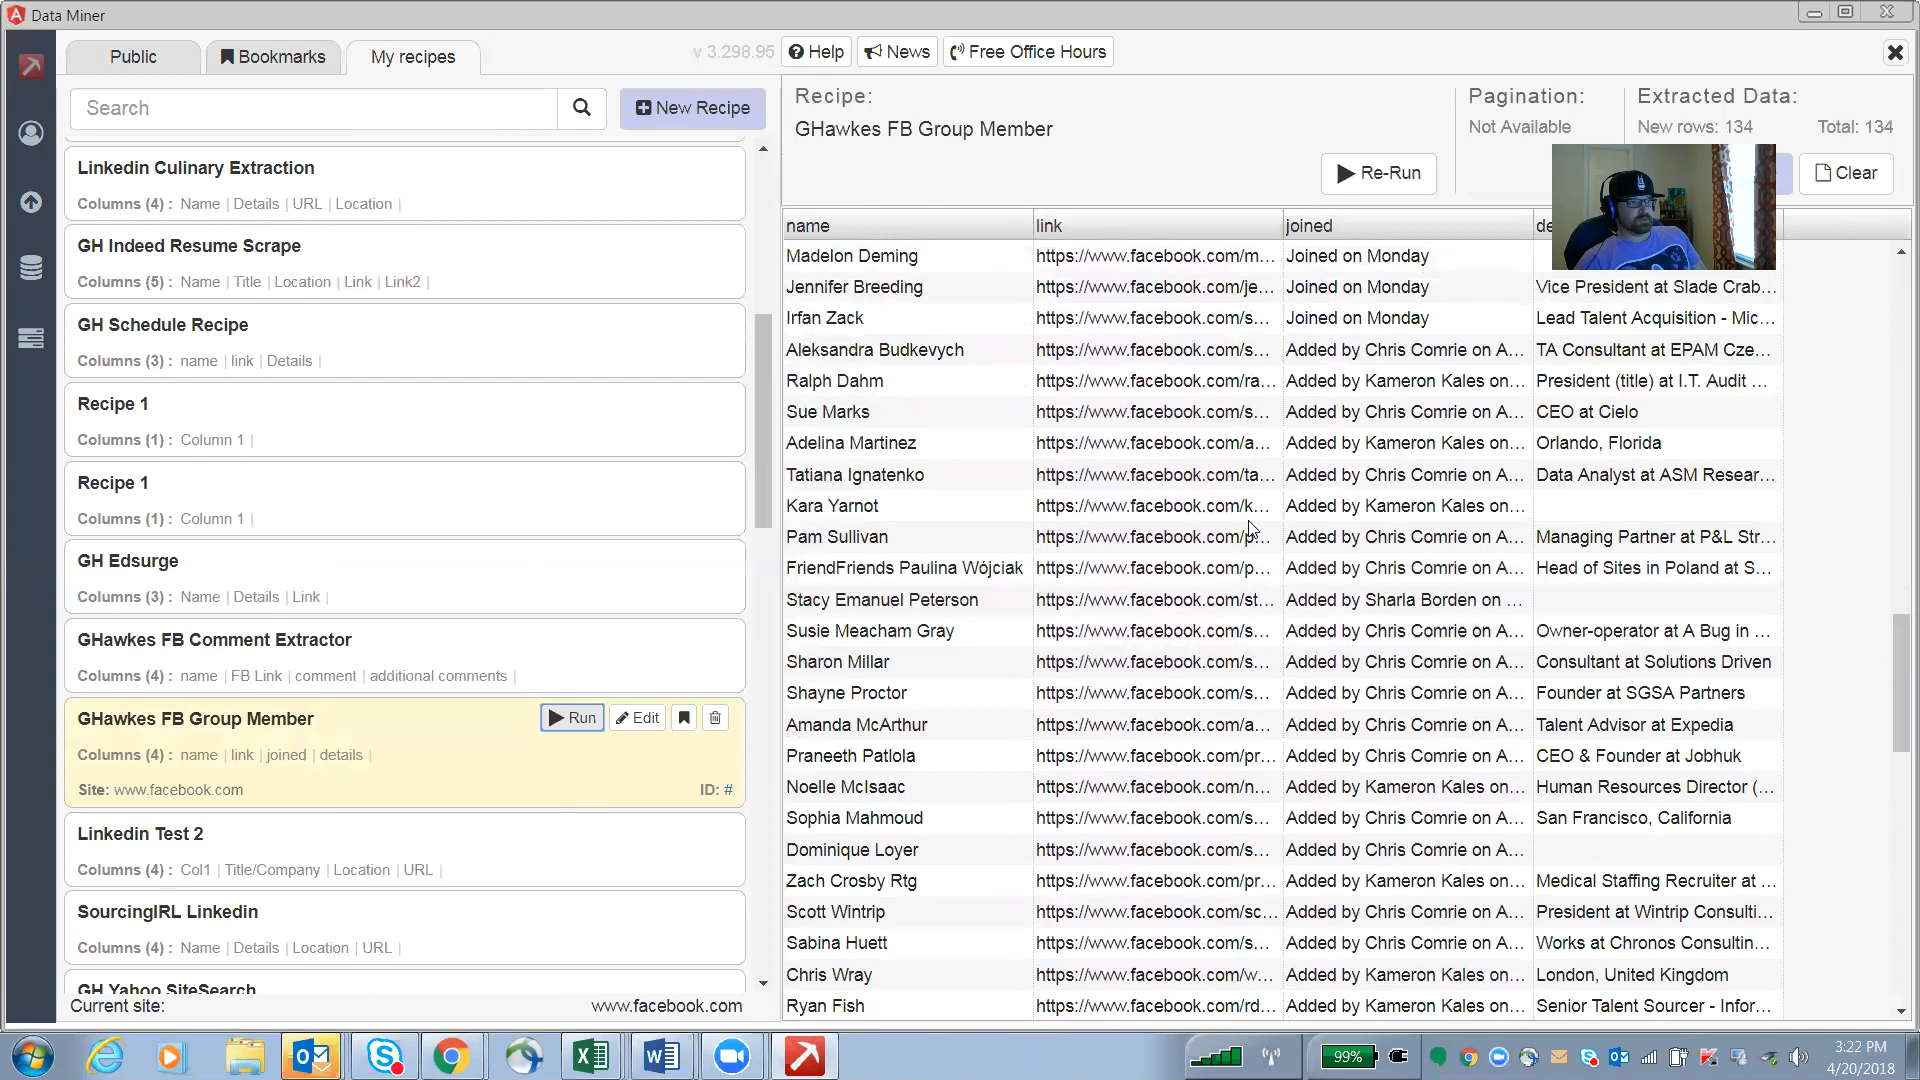 Data Miner
Public
Bookmarks
My recipes
v 3.298.95
Help
News
Free Office Hours
Search
New Recipe
Linkedin Culinary Extraction
Columns (4) : Name | Details | URL | Location |
GH Indeed Resume Scrape
Columns (5) : Name | Title | Location | Link | Link2 |
GH Schedule Recipe
Columns (3) : name | link | Details |
Recipe 1
Columns (1) : Column 1 |
Recipe 1
Columns (1) : Column 1 |
GH Edsurge
Columns (3) : Name | Details | Link |
GHawkes FB Comment Extractor
Columns (4) : name | FB Link | comment | additional comments |
GHawkes FB Group Member
Run
Edit
Columns (4) : name | link | joined | details |
Site: www.facebook.com
ID: #
Linkedin Test 2
Columns (4) : Col1 | Title/Company | Location | URL |
SourcingIRL Linkedin
Columns (4) : Name | Details | Location | URL |
GH Yahoo SiteSearch
Current site: www.facebook.com
Recipe:
GHawkes FB Group Member
Pagination:
Not Available
Extracted Data:
New rows: 134 Total: 134
Re-Run
Clear
name link joined de
Madelon Deming https://www.facebook.com/m... Joined on Monday
Jennifer Breeding https://www.facebook.com/je... Joined on Monday Vice President at Slade Crab...
Irfan Zack https://www.facebook.com/s... Joined on Monday Lead Talent Acquisition - Mic...
Aleksandra Budkevych https://www.facebook.com/s... Added by Chris Comrie on A... TA Consultant at EPAM Cze...
Ralph Dahm https://www.facebook.com/ra... Added by Kameron Kales on... President (title) at I.T. Audit ...
Sue Marks https://www.facebook.com/s... Added by Chris Comrie on A... CEO at Cielo
Adelina Martinez https://www.facebook.com/a... Added by Kameron Kales on... Orlando, Florida
Tatiana Ignatenko https://www.facebook.com/ta... Added by Chris Comrie on A... Data Analyst at ASM Resear...
Kara Yarnot https://www.facebook.com/k... Added by Kameron Kales on...
Pam Sullivan https://www.facebook.com/p... Added by Chris Comrie on A... Managing Partner at P&L Str...
FriendFriends Paulina Wójciak https://www.facebook.com/p... Added by Chris Comrie on A... Head of Sites in Poland at S...
Stacy Emanuel Peterson https://www.facebook.com/st... Added by Sharla Borden on ...
Susie Meacham Gray https://www.facebook.com/s... Added by Chris Comrie on A... Owner-operator at A Bug in ...
Sharon Millar https://www.facebook.com/s... Added by Chris Comrie on A... Consultant at Solutions Driven
Shayne Proctor https://www.facebook.com/s... Added by Chris Comrie on A... Founder at SGSA Partners
Amanda McArthur https://www.facebook.com/a... Added by Chris Comrie on A... Talent Advisor at Expedia
Praneeth Patlola https://www.facebook.com/pr... Added by Chris Comrie on A... CEO & Founder at Jobhuk
Noelle McIsaac https://www.facebook.com/n... Added by Kameron Kales on... Human Resources Director (...
Sophia Mahmoud https://www.facebook.com/s... Added by Chris Comrie on A... San Francisco, California
Dominique Loyer https://www.facebook.com/s... Added by Chris Comrie on A...
Zach Crosby Rtg https://www.facebook.com/pr... Added by Kameron Kales on... Medical Staffing Recruiter at ...
Scott Wintrip https://www.facebook.com/sc... Added by Chris Comrie on A... President at Wintrip Consulti...
Sabina Huett https://www.facebook.com/s... Added by Chris Comrie on A... Works at Chronos Consultin...
Chris Wray https://www.facebook.com/w... Added by Kameron Kales on... London, United Kingdom
Ryan Fish https://www.facebook.com/rd... Added by Kameron Kales on... Senior Talent Sourcer - Infor...
99%
3:22 PM
4/20/2018